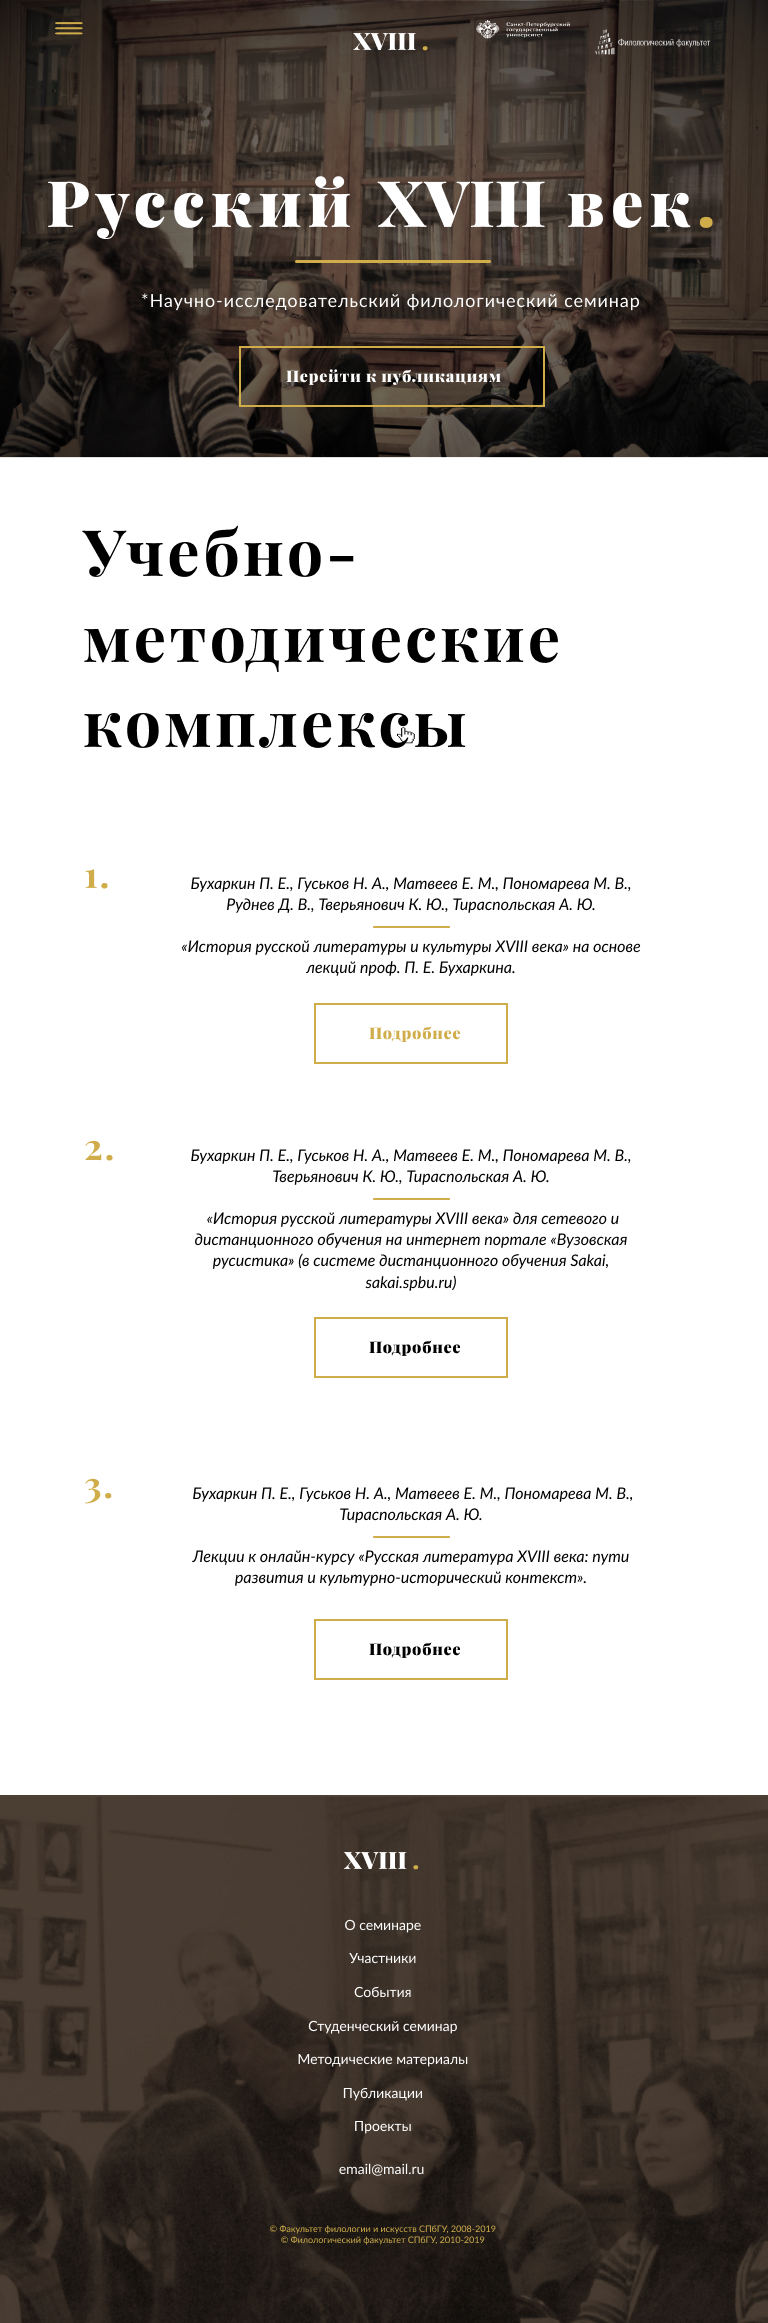 XVIII .
Санкт-Петербургский
государственный
университет
Филологический факультет
Русский XVIII век.
*Научно-исследовательский филологический семинар
Перейти к публикациям
Учебно-
методические
комплексы
1.
Бухаркин П. Е., Гуськов Н. А., Матвеев Е. М., Пономарева М. В.,
Руднев Д. В., Тверьянович К. Ю., Тираспольская А. Ю.
«История русской литературы и культуры XVIII века» на основе
лекций проф. П. Е. Бухаркина.
Подробнее
2.
Бухаркин П. Е., Гуськов Н. А., Матвеев Е. М., Пономарева М. В.,
Тверьянович К. Ю., Тираспольская А. Ю.
«История русской литературы XVIII века» для сетевого и
дистанционного обучения на интернет портале «Вузовская
русистика» (в системе дистанционного обучения Sakai,
sakai.spbu.ru)
Подробнее
3.
Бухаркин П. Е., Гуськов Н. А., Матвеев Е. М., Пономарева М. В.,
Тираспольская А. Ю.
Лекции к онлайн-курсу «Русская литература XVIII века: пути
развития и культурно-исторический контекст».
Подробнее
XVIII .
О семинаре
Участники
События
Студенческий семинар
Методические материалы
Публикации
Проекты
email@mail.ru
© Факультет филологии и искусств СПбГУ, 2008-2019
© Филологический факультет СПбГУ, 2010-2019